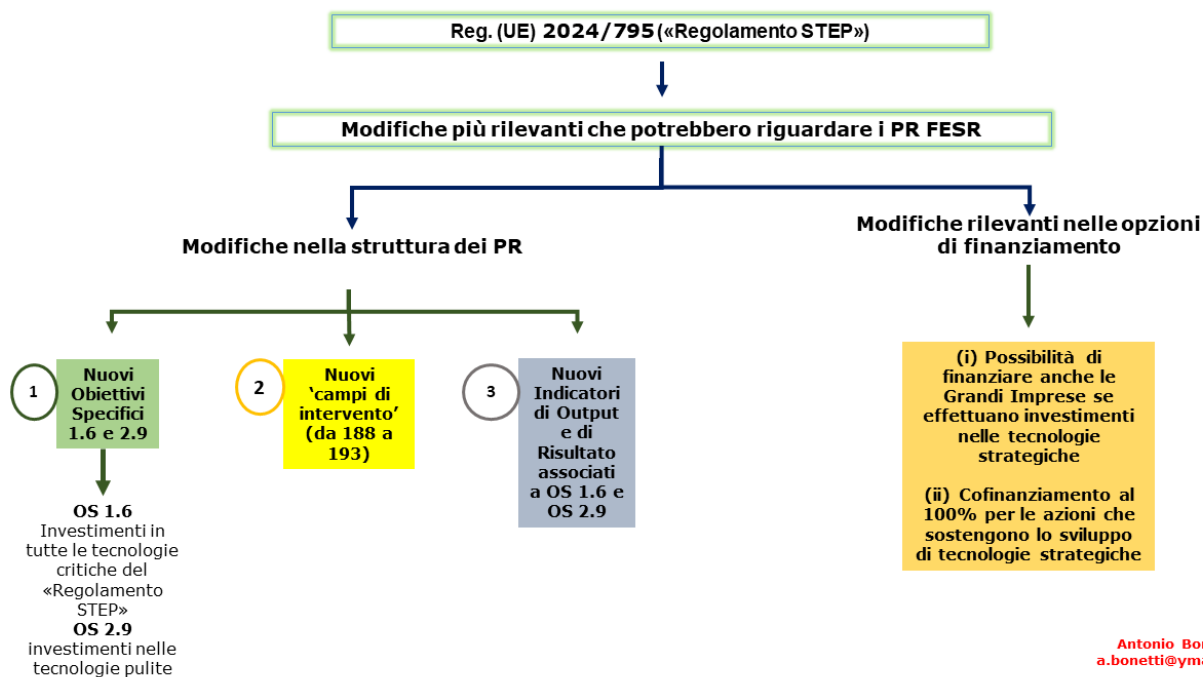 Reg. (UE) 2024/795 («Regolamento STEP»)
Modifiche più rilevanti che potrebbero riguardare i PR FESR
Modifiche nella struttura dei PR
Modifiche rilevanti nelle opzioni
di finanziamento
1
Nuovi
Obiettivi
Specifici
1.6 e 2.9
2
Nuovi
‘campi di
intervento’
(da 188 a
193)
3
Nuovi
Indicatori
di Output
e di
Risultato
associati
a OS 1.6 e
OS 2.9
(i) Possibilità di
finanziare anche le
Grandi Imprese se
effettuano investimenti
nelle tecnologie
strategiche
(ii) Cofinanziamento al
100% per le azioni che
sostengono lo sviluppo
di tecnologie strategiche
OS 1.6
Investimenti in
tutte le tecnologie
critiche del
«Regolamento
STEP»
OS 2.9
investimenti nelle
tecnologie pulite
Antonio